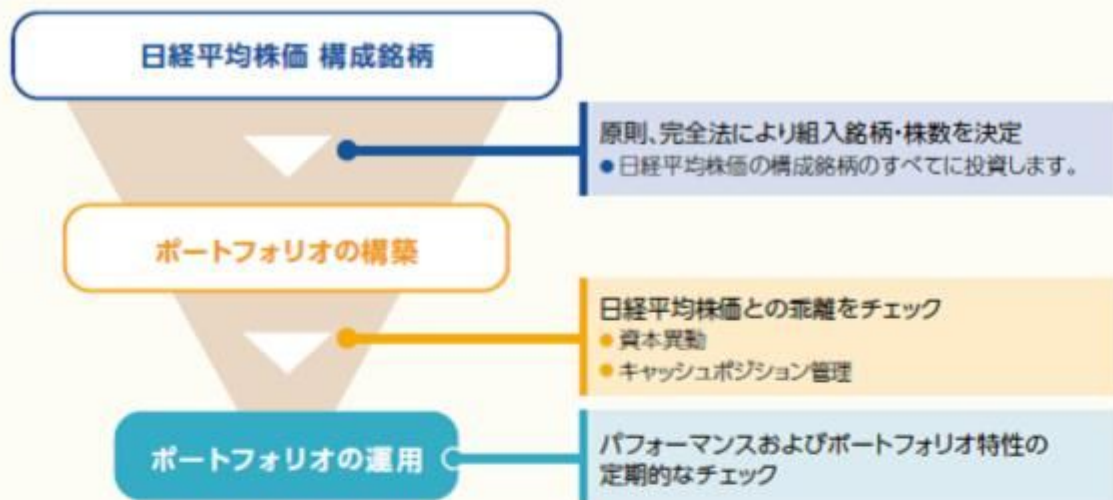 日経平均株価 構成銘柄
原則、完全法により組入銘柄・株数を決定
●日経平均株価の構成銘柄のすべてに投資します。
ポートフォリオの構築
日経平均株価との乖離をチェック
●資本異動
●キャッシュポジション管理
ポートフォリオの運用
パフォーマンスおよびポートフォリオ特性の
定期的なチェック